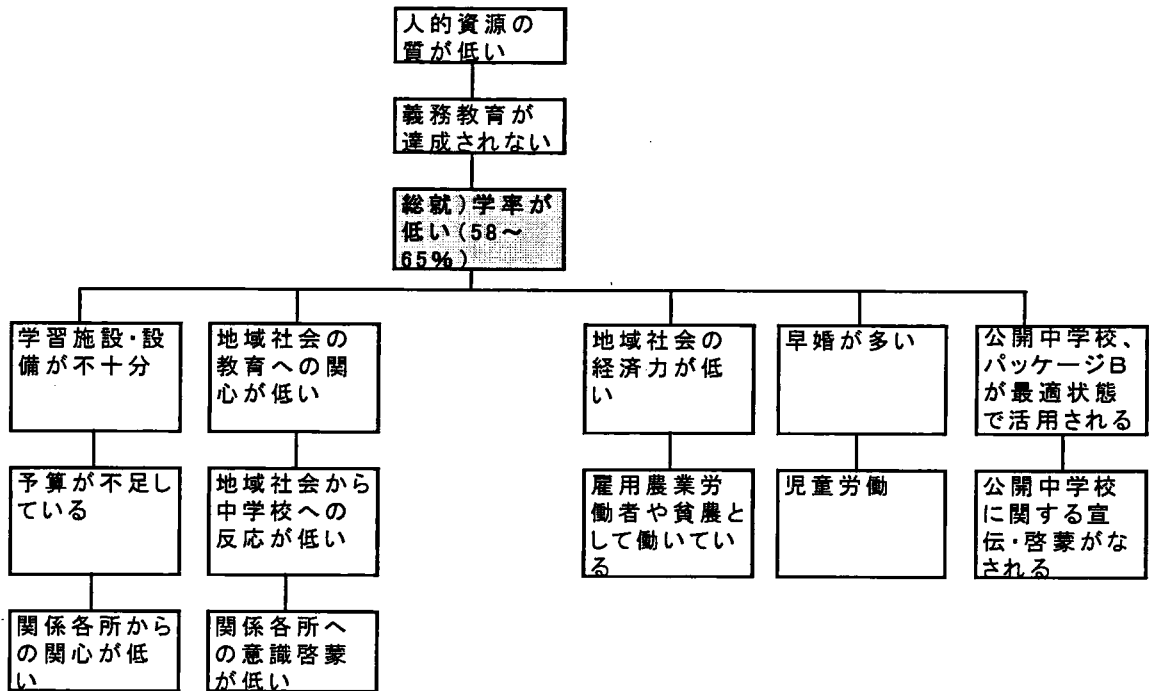 人的資源の
質が低い
義務教育が
達成されない
総就)学率が
低い(58～
65%)
学習施設・設
備が不十分
地域社会の
教育への関
心が低い
地域社会の
経済力が低
い
早婚が多い
公開中学校、
パッケージB
が最適状態
で活用される
予算が不足し
ている
地域社会から
中学校への
反応が低い
雇用農業労
働者や貧農と
して働いてい
る
児童労働
公開中学校
に関する宣
伝・啓蒙がな
される
関係各所から
の関心が低
い
関係各所へ
の意識啓蒙
が低い